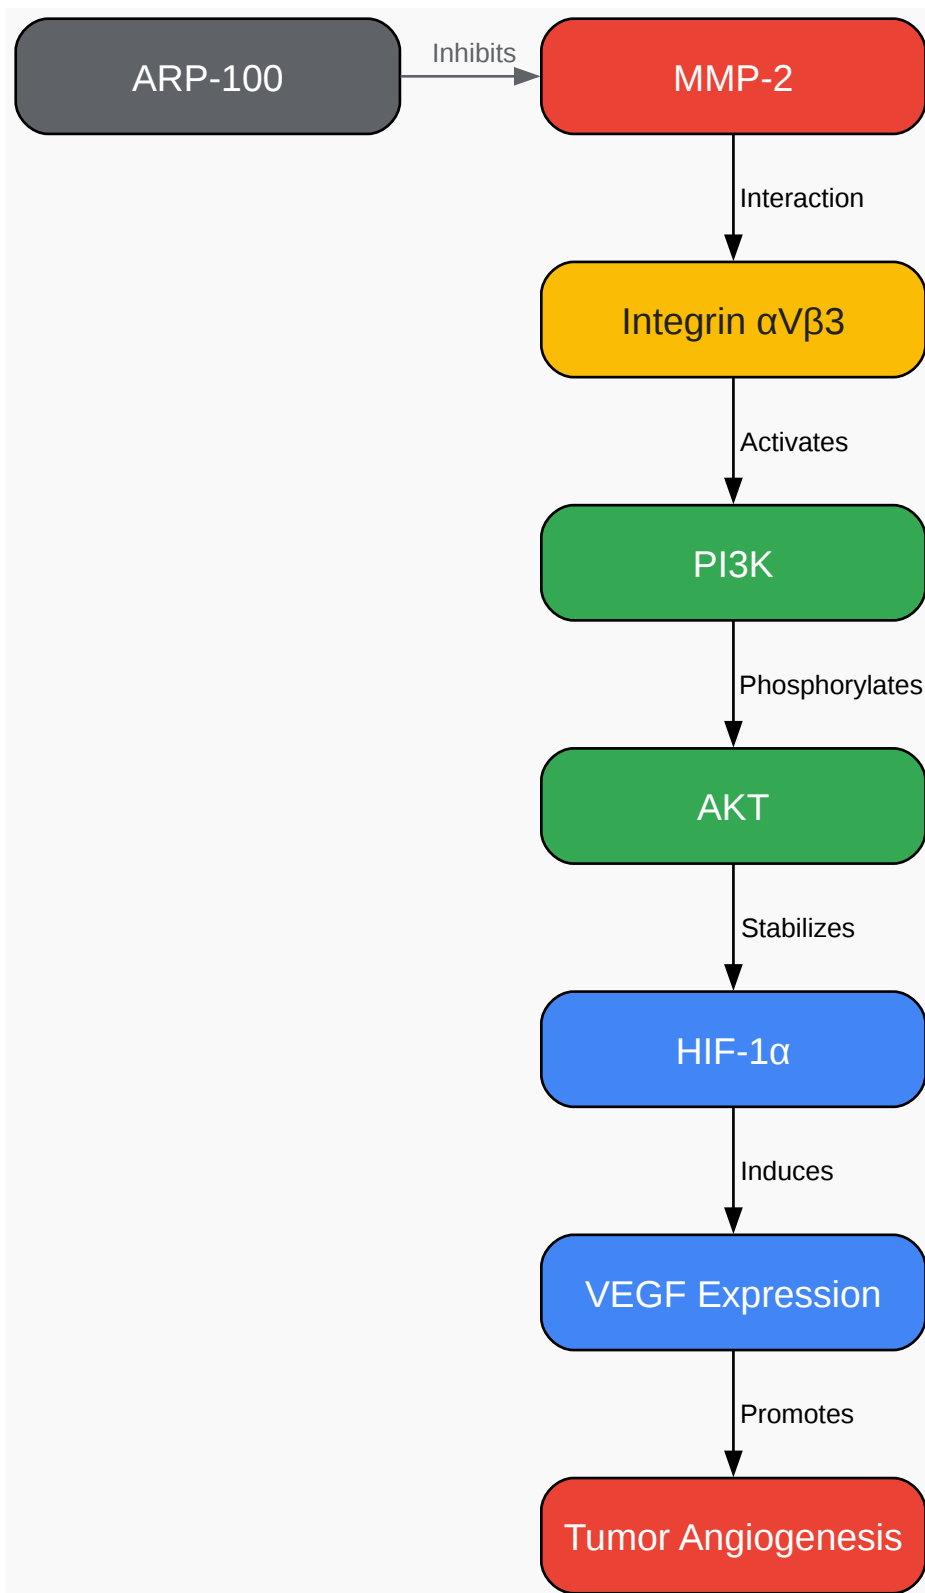 ARP-100
Inhibits
MMP-2
Interaction
Integrin αVβ3
Activates
PI3K
Phosphorylates
AKT
Stabilizes
HIF-1α
Induces
VEGF Expression
Promotes
Tumor Angiogenesis